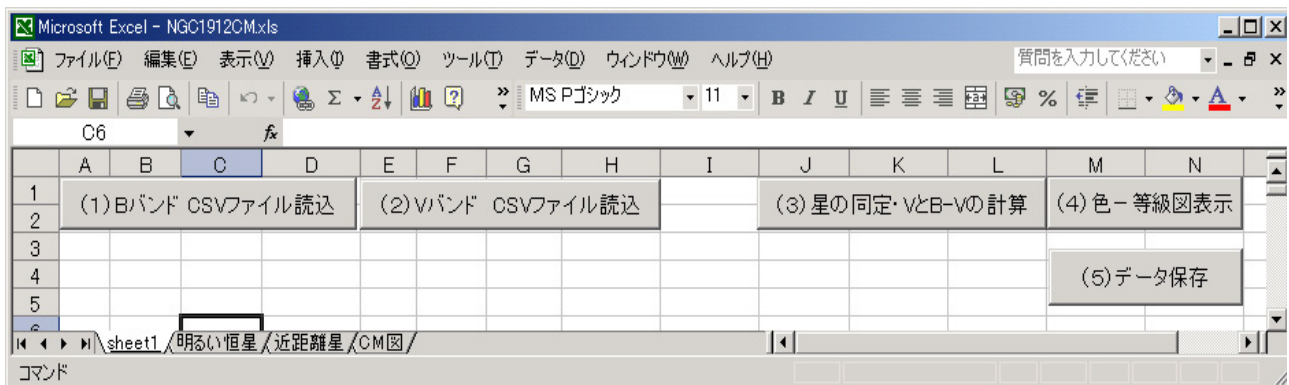 Microsoft Excel - NGC1912CM.xls
ファイル(F) 編集(E) 表示(V) 挿入(I) 書式(O) ツール(T) データ(D) ウィンドウ(W) ヘルプ(H) 質問を入力してください
MS Pゴシック 11 B I U %
C6 fx
A B C D E F G H I J K L M N
1 (1)Bバンド CSVファイル読込 (2)Vバンド CSVファイル読込 (3)星の同定・VとB-Vの計算 (4)色-等級図表示
2
3
4 (5)データ保存
5
6
sheet1 明るい恒星 近距離星 CM図
コマンド